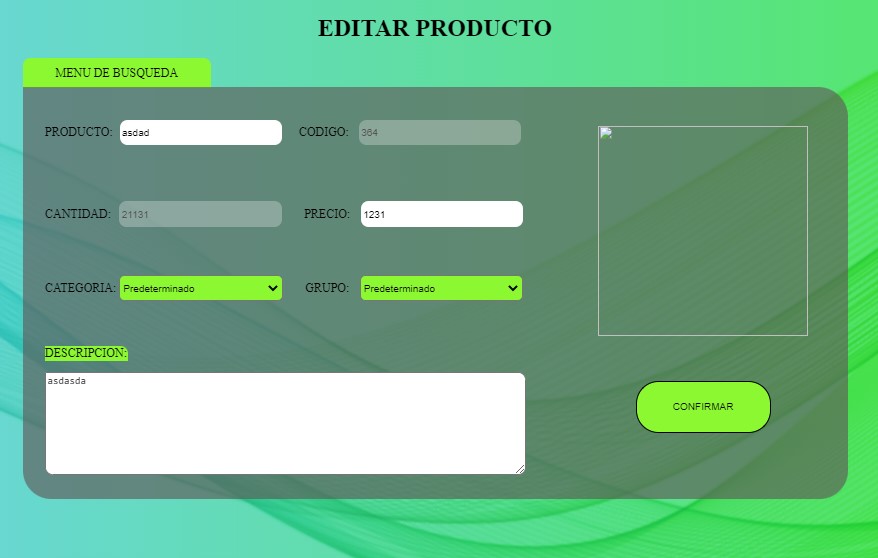 EDITAR PRODUCTO
MENU DE BUSQUEDA
PRODUCTO: asdad CODIGO: 364
CANTIDAD: 21131 PRECIO: 1231
CATEGORIA: Predeterminado GRUPO: Predeterminado
DESCRIPCION:
asdasda
CONFIRMAR